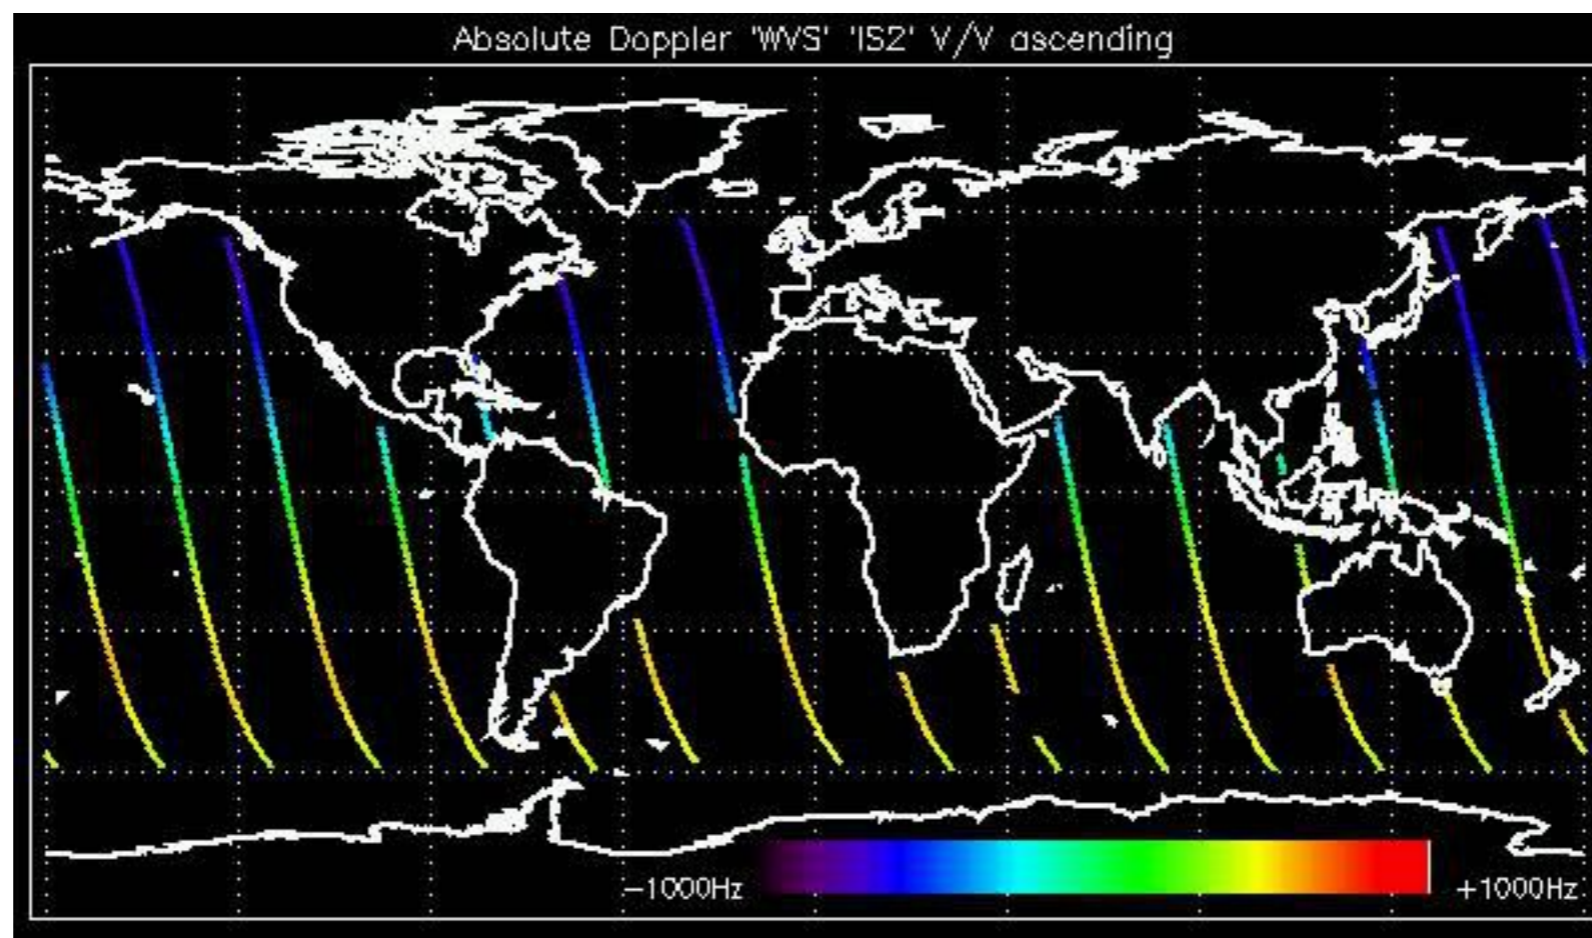 Absolute Doppler 'WVS' 'IS2' V/V ascending
-1000Hz +1000Hz